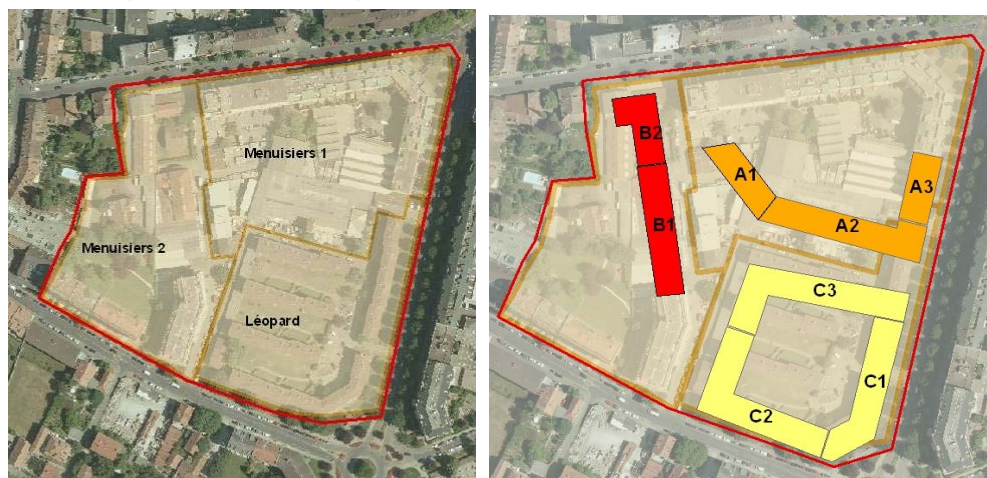 Menuisiers 1
Menuisiers 2
Léopard
B2
A1
A3
B1
A2
C3
C1
C2